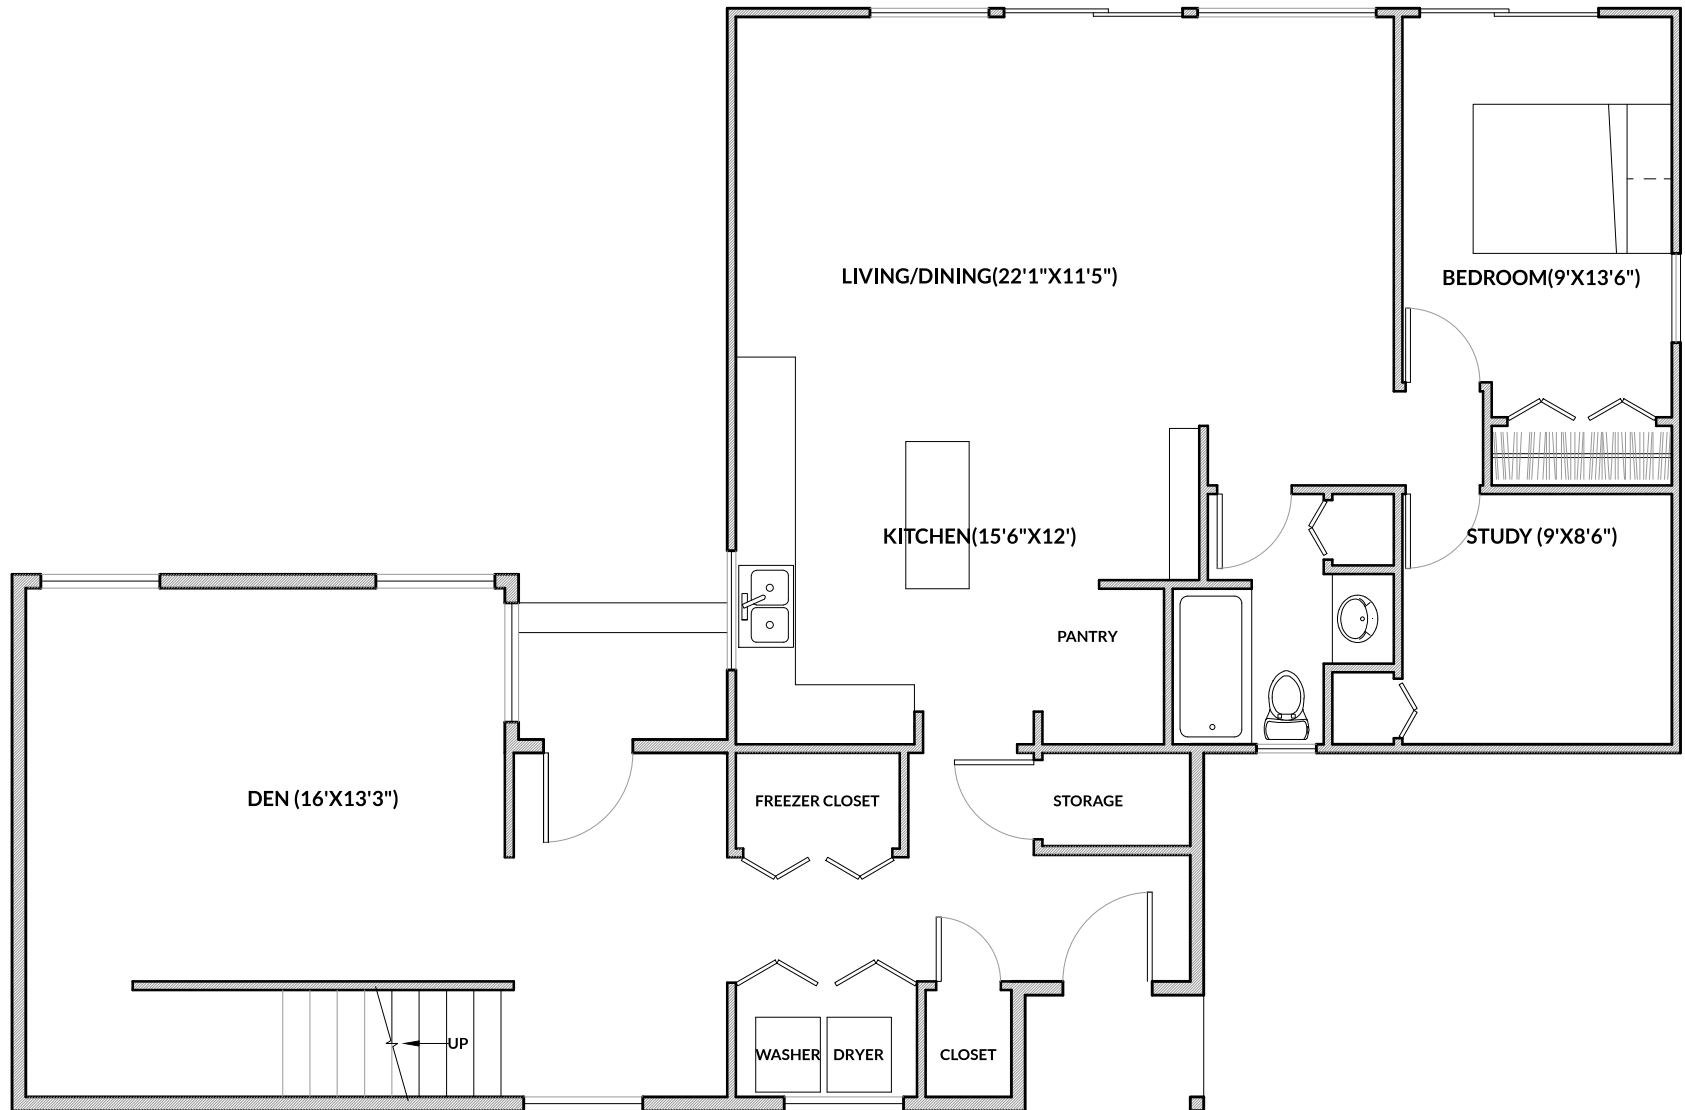 LIVING/DINING(22'1"X11'5")
BEDROOM(9'X13'6")
KITCHEN(15'6"X12')
STUDY (9'X8'6")
PANTRY
DEN (16'X13'3")
FREEZER CLOSET
STORAGE
UP
WASHER
DRYER
CLOSET